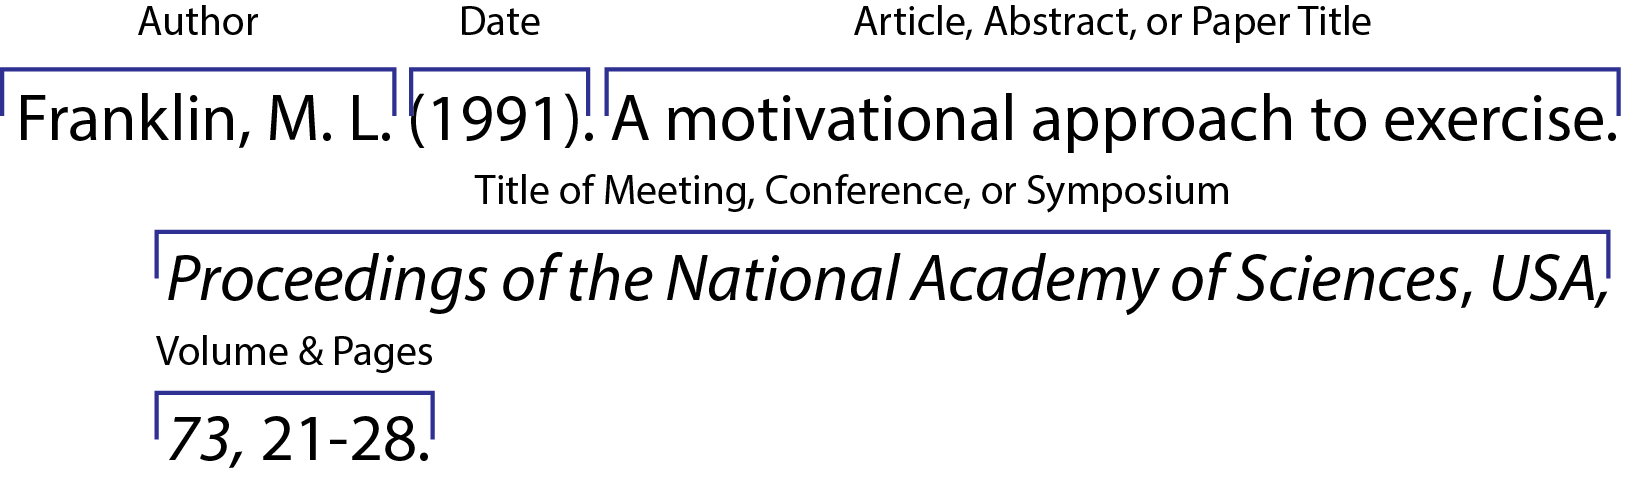 Author Date Article, Abstract, or Paper Title
Franklin, M. L. (1991). A motivational approach to exercise.
Title of Meeting, Conference, or Symposium
Proceedings of the National Academy of Sciences, USA,
Volume & Pages
73, 21-28.